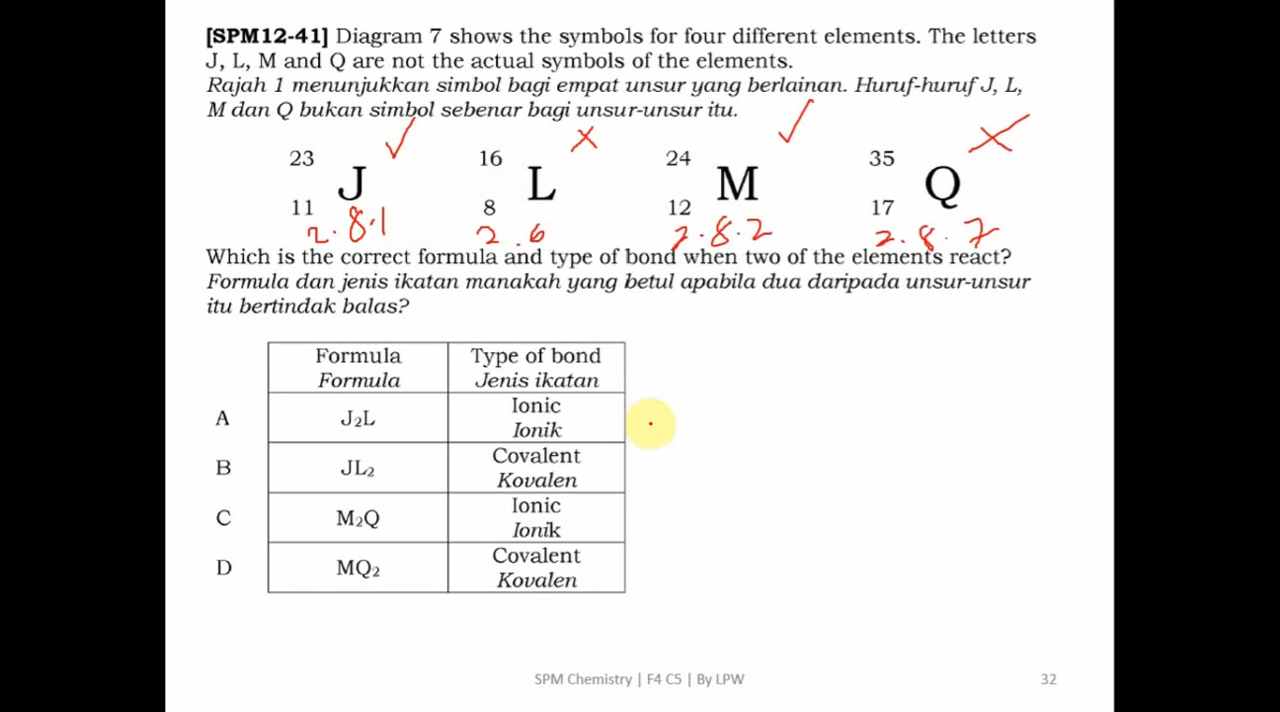 [SPM12-41] Diagram 7 shows the symbols for four different elements. The letters
J, L, M and Q are not the actual symbols of the elements.
Rajah 1 menunjukkan simbol bagi empat unsur yang berlainan. Huruf-huruf J, L,
M dan Q bukan simbol sebenar bagi unsur-unsur itu.
23 16 24 35
J L M Q
11 8 12 17
2.8.1 2.6 2.8.2 2.8.7
Which is the correct formula and type of bond when two of the elements react?
Formula dan jenis ikatan manakah yang betul apabila dua daripada unsur-unsur
itu bertindak balas?
Formula Type of bond
Formula Jenis ikatan
A J₂L Ionic
Ionik
B JL₂ Covalent
Kovalen
C M₂Q Ionic
Ionik
D MQ₂ Covalent
Kovalen
SPM Chemistry | F4 C5 | By LPW 32